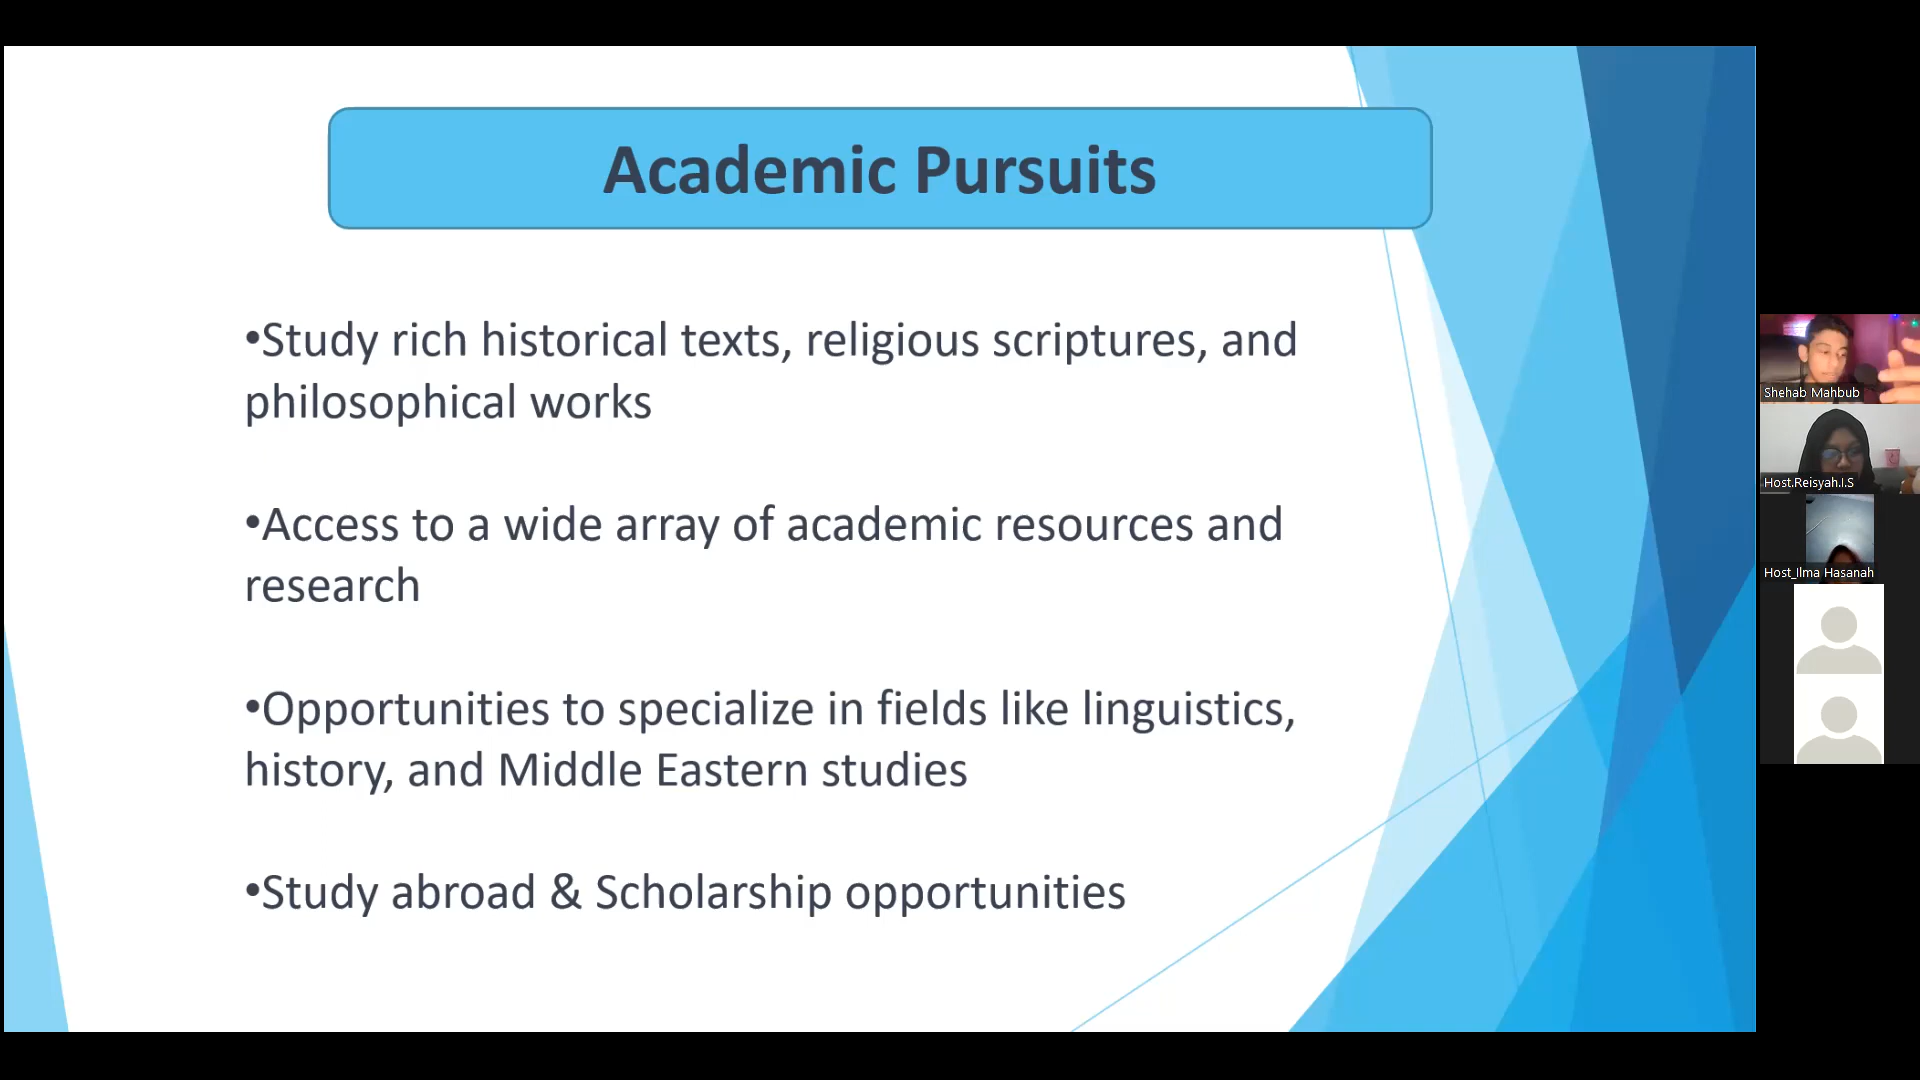 Academic Pursuits
•Study rich historical texts, religious scriptures, and
philosophical works
•Access to a wide array of academic resources and
research
•Opportunities to specialize in fields like linguistics,
history, and Middle Eastern studies
•Study abroad & Scholarship opportunities
Shehab Mahbub
Host.Reisyah.I.S
Host_Ilma Hasanah